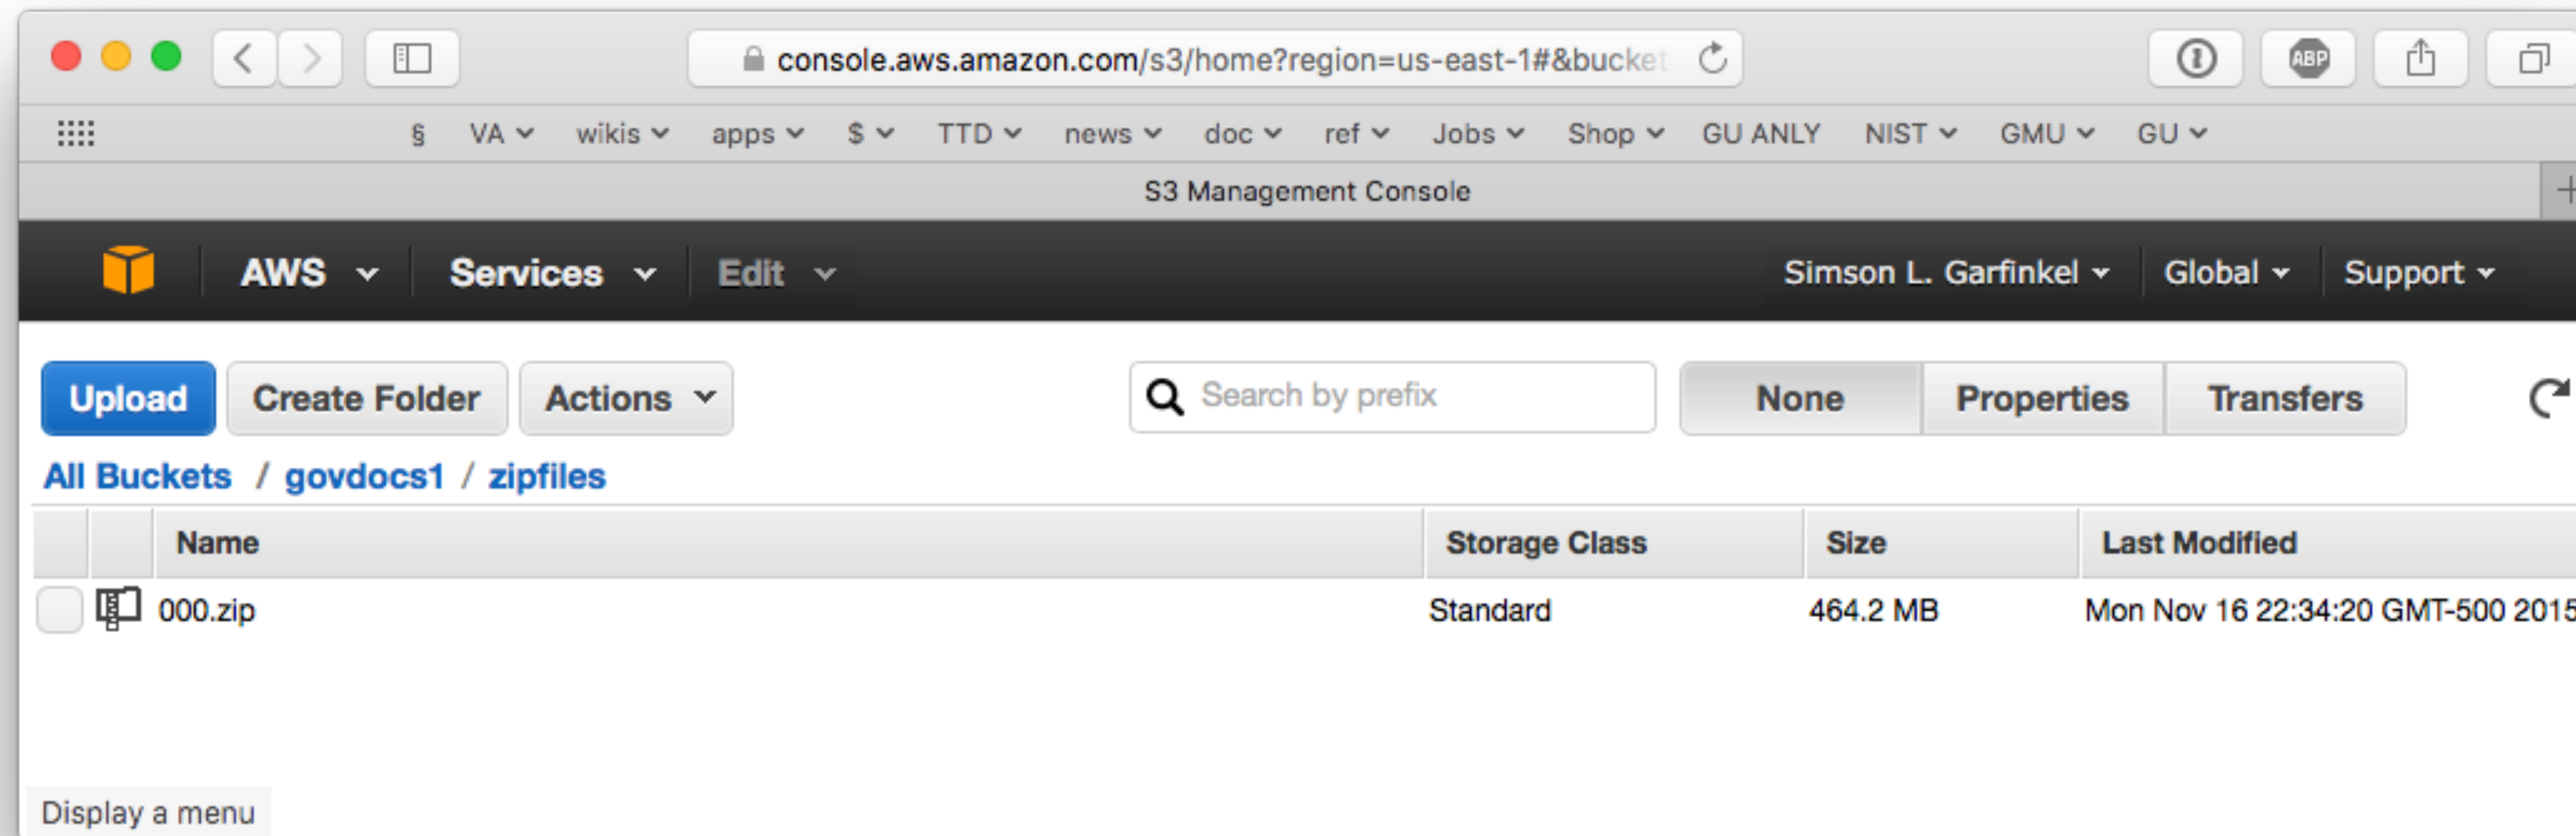 console.aws.amazon.com/s3/home?region=us-east-1#&bucket
ABP
§ VA wikis apps $ TTD news doc ref Jobs Shop GU ANLY NIST GMU GU
S3 Management Console
AWS Services Edit Simson L. Garfinkel Global Support
Upload Create Folder Actions Search by prefix None Properties Transfers
All Buckets / govdocs1 / zipfiles
Name Storage Class Size Last Modified
000.zip Standard 464.2 MB Mon Nov 16 22:34:20 GMT-500 2015
Display a menu